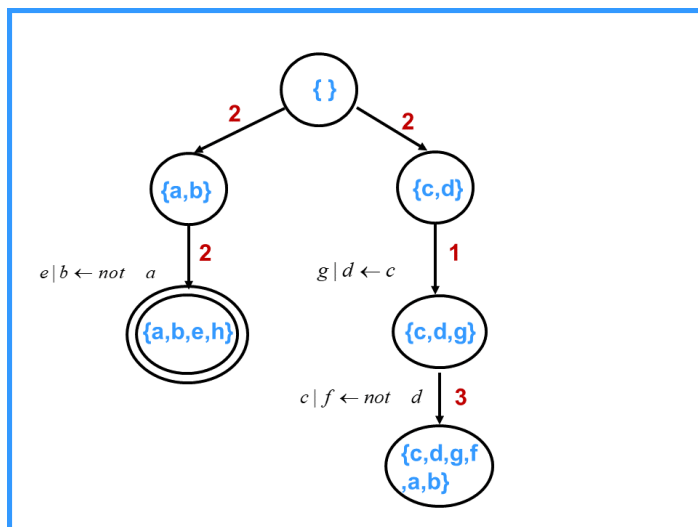 { }
2
2
{a,b}
{c,d}
2
1
e | b ← not a
g | d ← c
{a,b,e,h}
{c,d,g}
c | f ← not d
3
{c,d,g,f
,a,b}